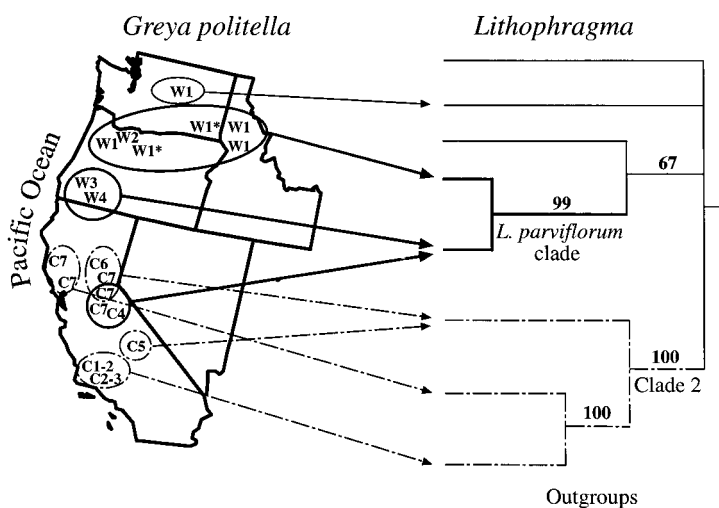 Greya politella
Lithophragma
W1
W1*
W1
W1
W2
W1*
W1
W3
W4
Pacific Ocean
C7
C7
C6
C7
C7
C7
C4
C5
C1-2
C2-3
67
99
L. parviflorum
clade
100
Clade 2
100
Outgroups